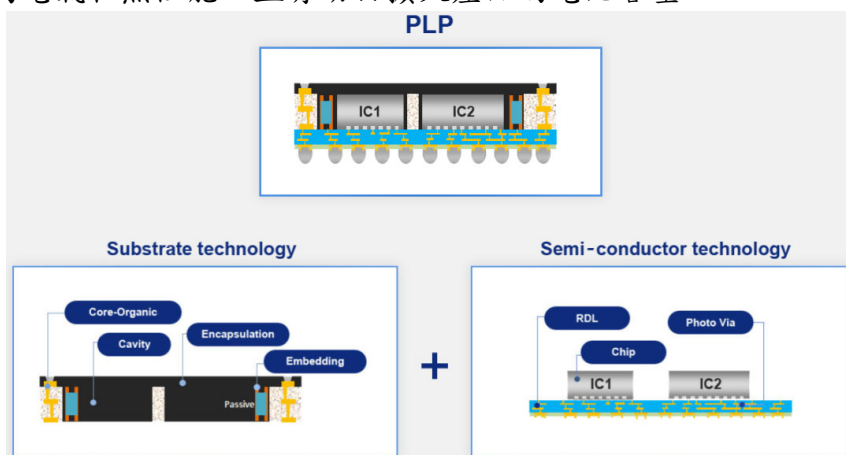 PLP
IC1
IC2
Substrate technology
Semi-conductor technology
Core-Organic
Cavity
Encapsulation
Embedding
Passive
+
RDL
Photo Via
Chip
IC1
IC2